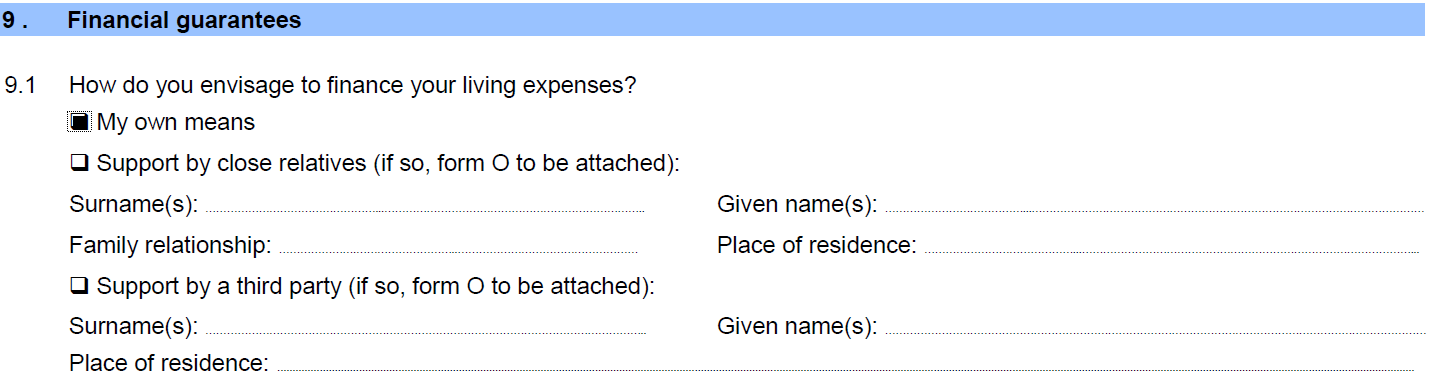 9 . Financial guarantees
9.1 How do you envisage to finance your living expenses?
My own means
Support by close relatives (if so, form O to be attached):
Surname(s): Given name(s):
Family relationship: Place of residence:
Support by a third party (if so, form O to be attached):
Surname(s): Given name(s):
Place of residence: